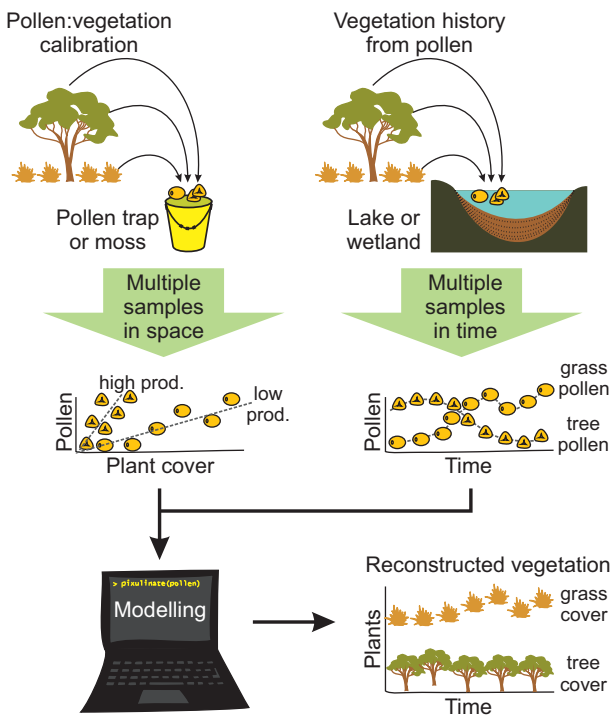 Pollen:vegetation
calibration
Vegetation history
from pollen
Pollen trap
or moss
Lake or
wetland
Multiple
samples
in space
Multiple
samples
in time
high prod.
low
prod.
Pollen
Plant cover
grass
pollen
tree
pollen
Pollen
Time
> pixulfnate(pollen)
Modelling
Reconstructed vegetation
grass
cover
tree
cover
Plants
Time